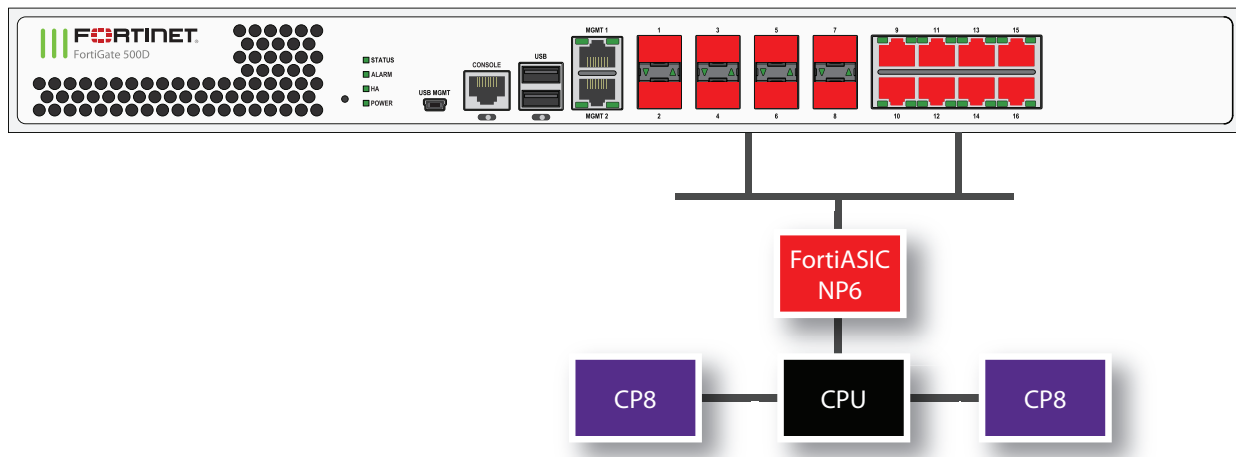 FORTINET®
FortiGate 500D
STATUS
ALARM
HA
POWER
USB MGMT
CONSOLE
USB
MGMT 1
MGMT 2
1 3 5 7 9 11 13 15
2 4 6 8 10 12 14 16
FortiASIC
NP6
CP8 CPU CP8